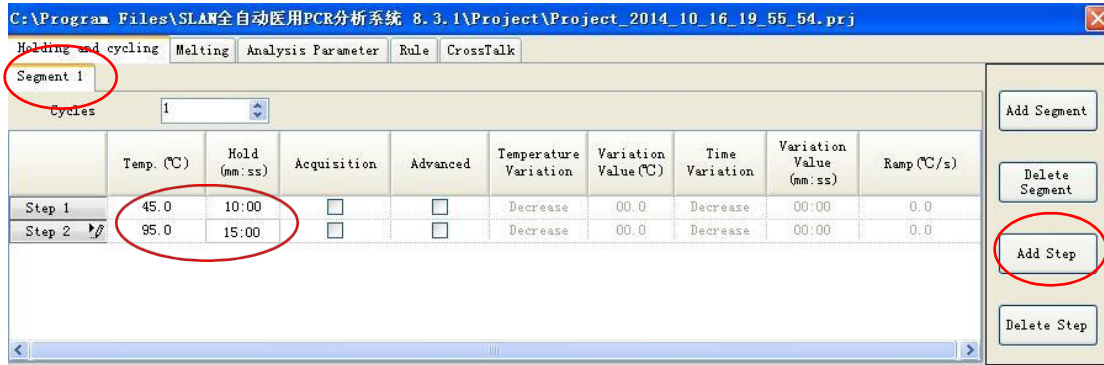 C:\Program Files\SLAN全自动医用PCR分析系统 8.3.1\Project\Project_2014_10_16_19_55_54.prj
Holding and cycling Melting Analysis Parameter Rule CrossTalk
Segment 1
Cycles 1
Temp. (℃) Hold (mm:ss) Acquisition Advanced Temperature Variation Variation Value(℃) Time Variation Variation Value (mm:ss) Ramp(℃/s)
Step 1 45.0 10:00 Decrease 00.0 Decrease 00:00 0.0
Step 2 95.0 15:00 Decrease 00.0 Decrease 00:00 0.0
Add Segment
Delete Segment
Add Step
Delete Step